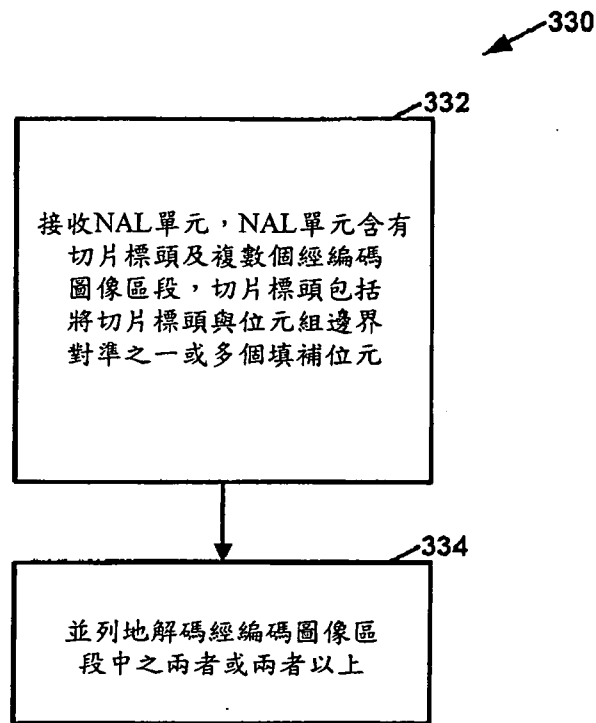 330
332
接收NAL單元，NAL單元含有
切片標頭及複數個經編碼
圖像區段，切片標頭包括
將切片標頭與位元組邊界
對準之一或多個填補位元
334
並列地解碼經編碼圖像區
段中之兩者或兩者以上